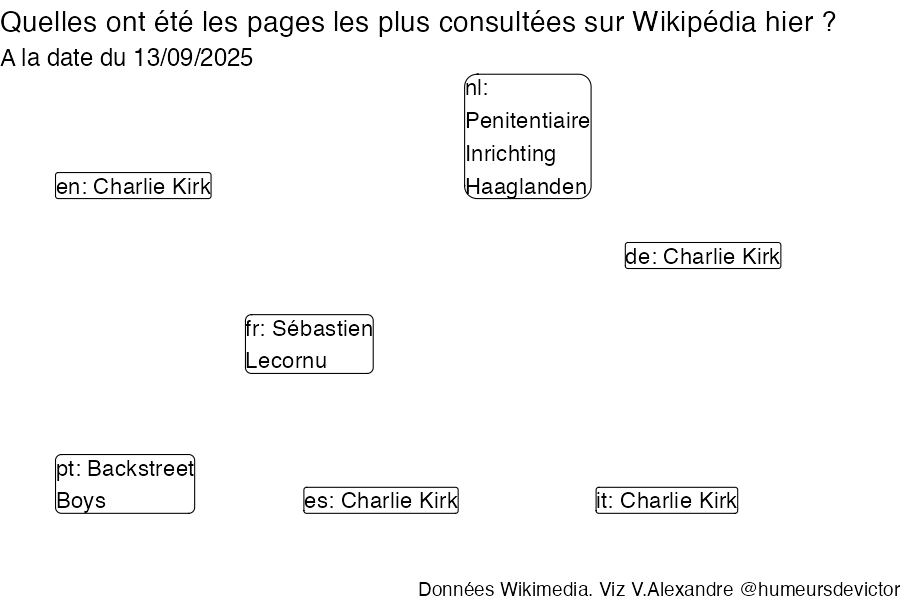 Quelles ont été les pages les plus consultées sur Wikipédia hier ?
A la date du 13/09/2025
nl:
Penitentiaire
Inrichting
Haaglanden
en: Charlie Kirk
de: Charlie Kirk
fr: Sébastien
Lecornu
pt: Backstreet
Boys
es: Charlie Kirk
it: Charlie Kirk
Données Wikimedia. Viz V.Alexandre @humeursdevictor